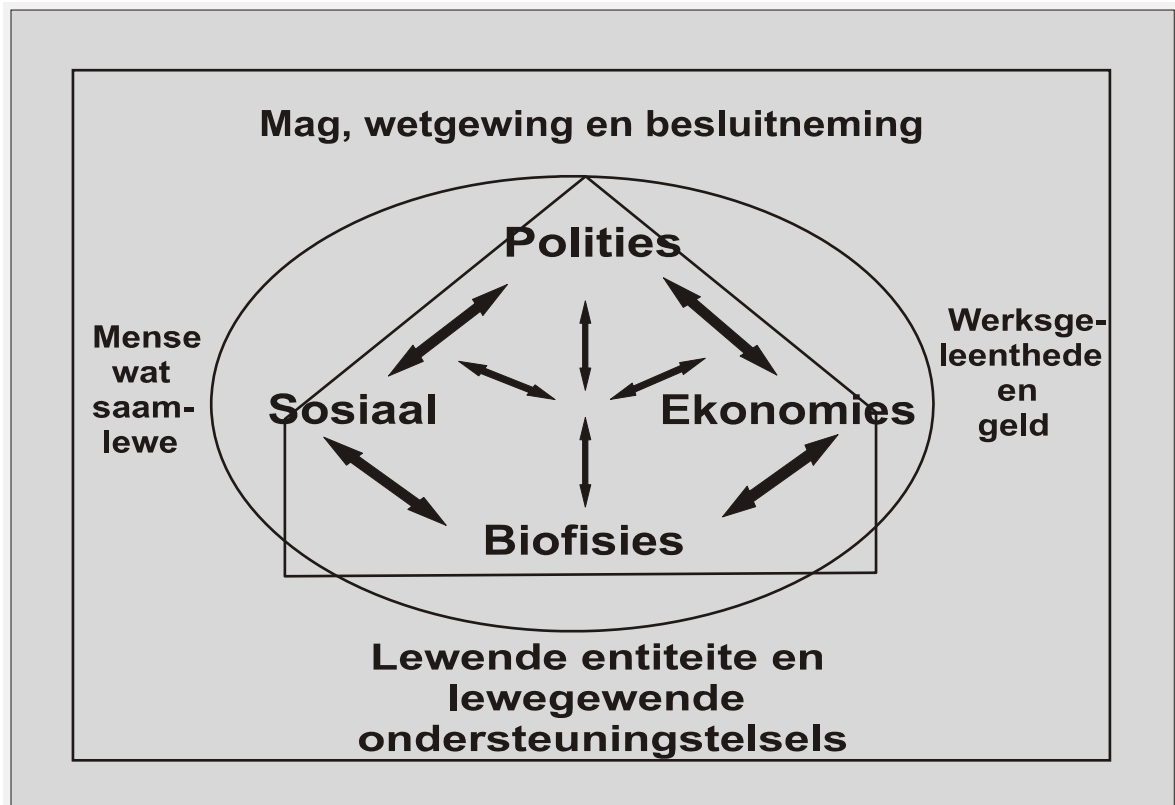 Mag, wetgewing en besluitneming
Polities
Mense
wat
saam-
lewe
Sosiaal
Ekonomies
Werksge-
leenthede
en
geld
Biofisies
Lewende entiteite en
lewegewende
ondersteuningstelsels